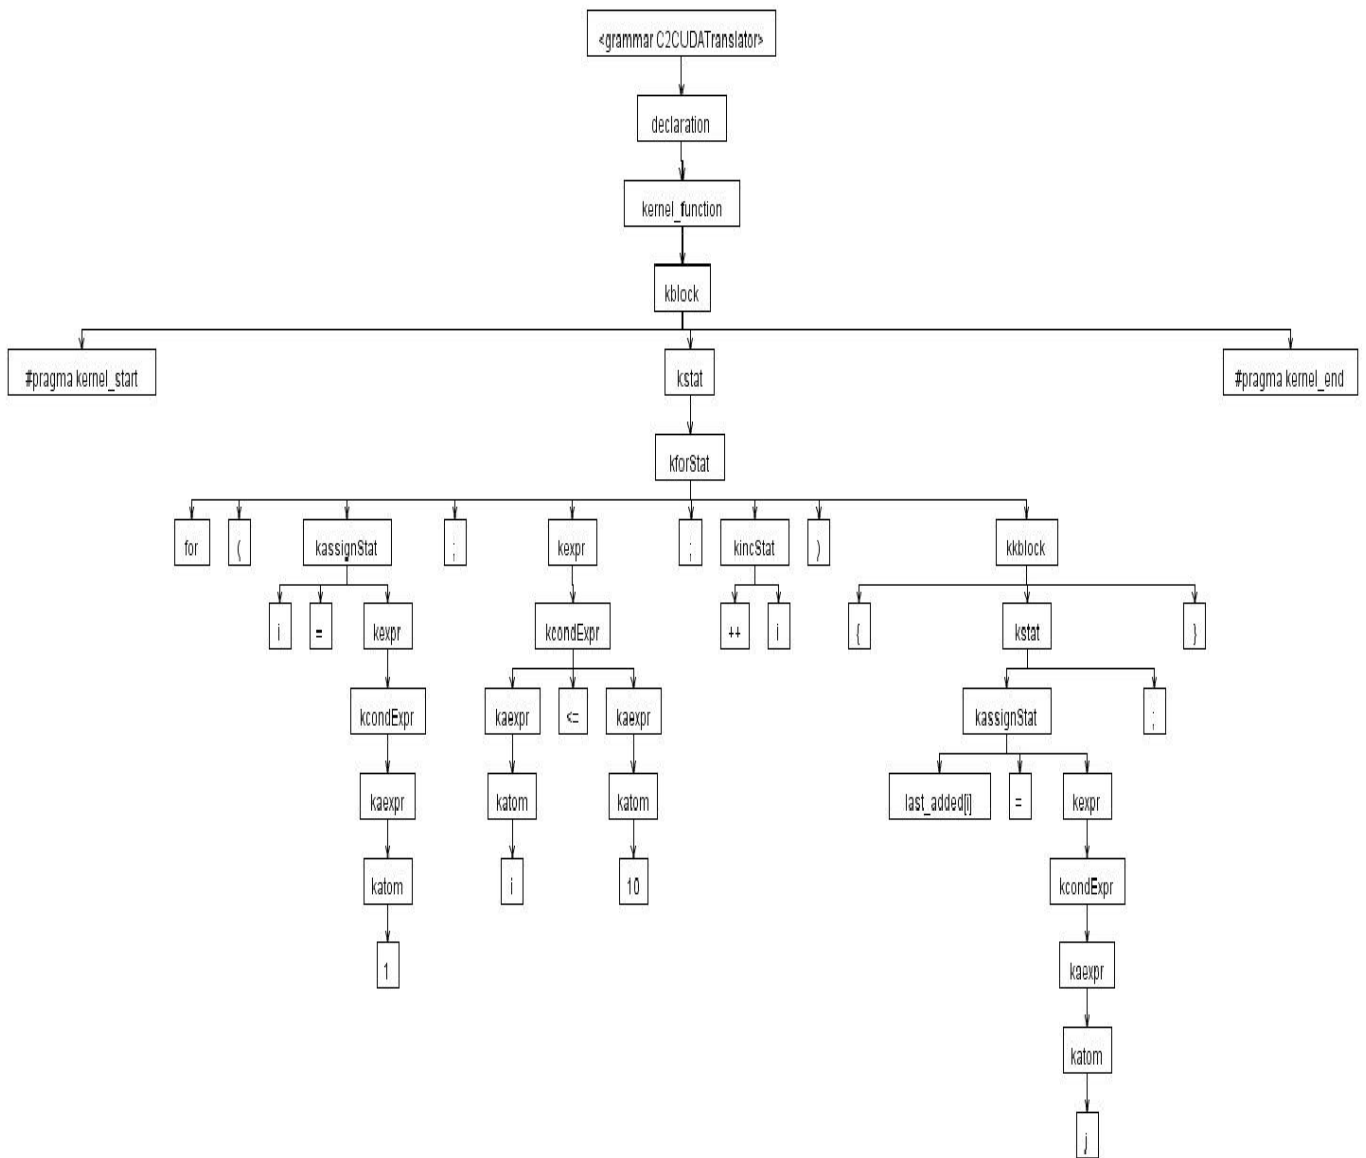 <grammar C2CUDATranslator>
declaration
kernel_function
kblock
#pragma kernel_start kstat #pragma kernel_end
kforStat
for ( kassignStat ; kexpr ; kincStat ) kkblock
i = kexpr kcondExpr ++ i { kstat }
kcondExpr kaexpr <= kaexpr kassignStat ;
kaexpr katom katom last_added[i] = kexpr
katom i 10 kcondExpr
1 kaexpr
katom
j